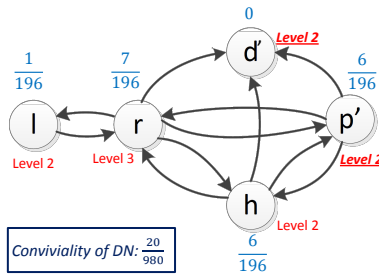 0
d’
Level 2
1/196
7/196
6/196
l
r
p’
Level 2
Level 3
Level 2
h
Level 2
6/196
Conviviality of DN: 20/980